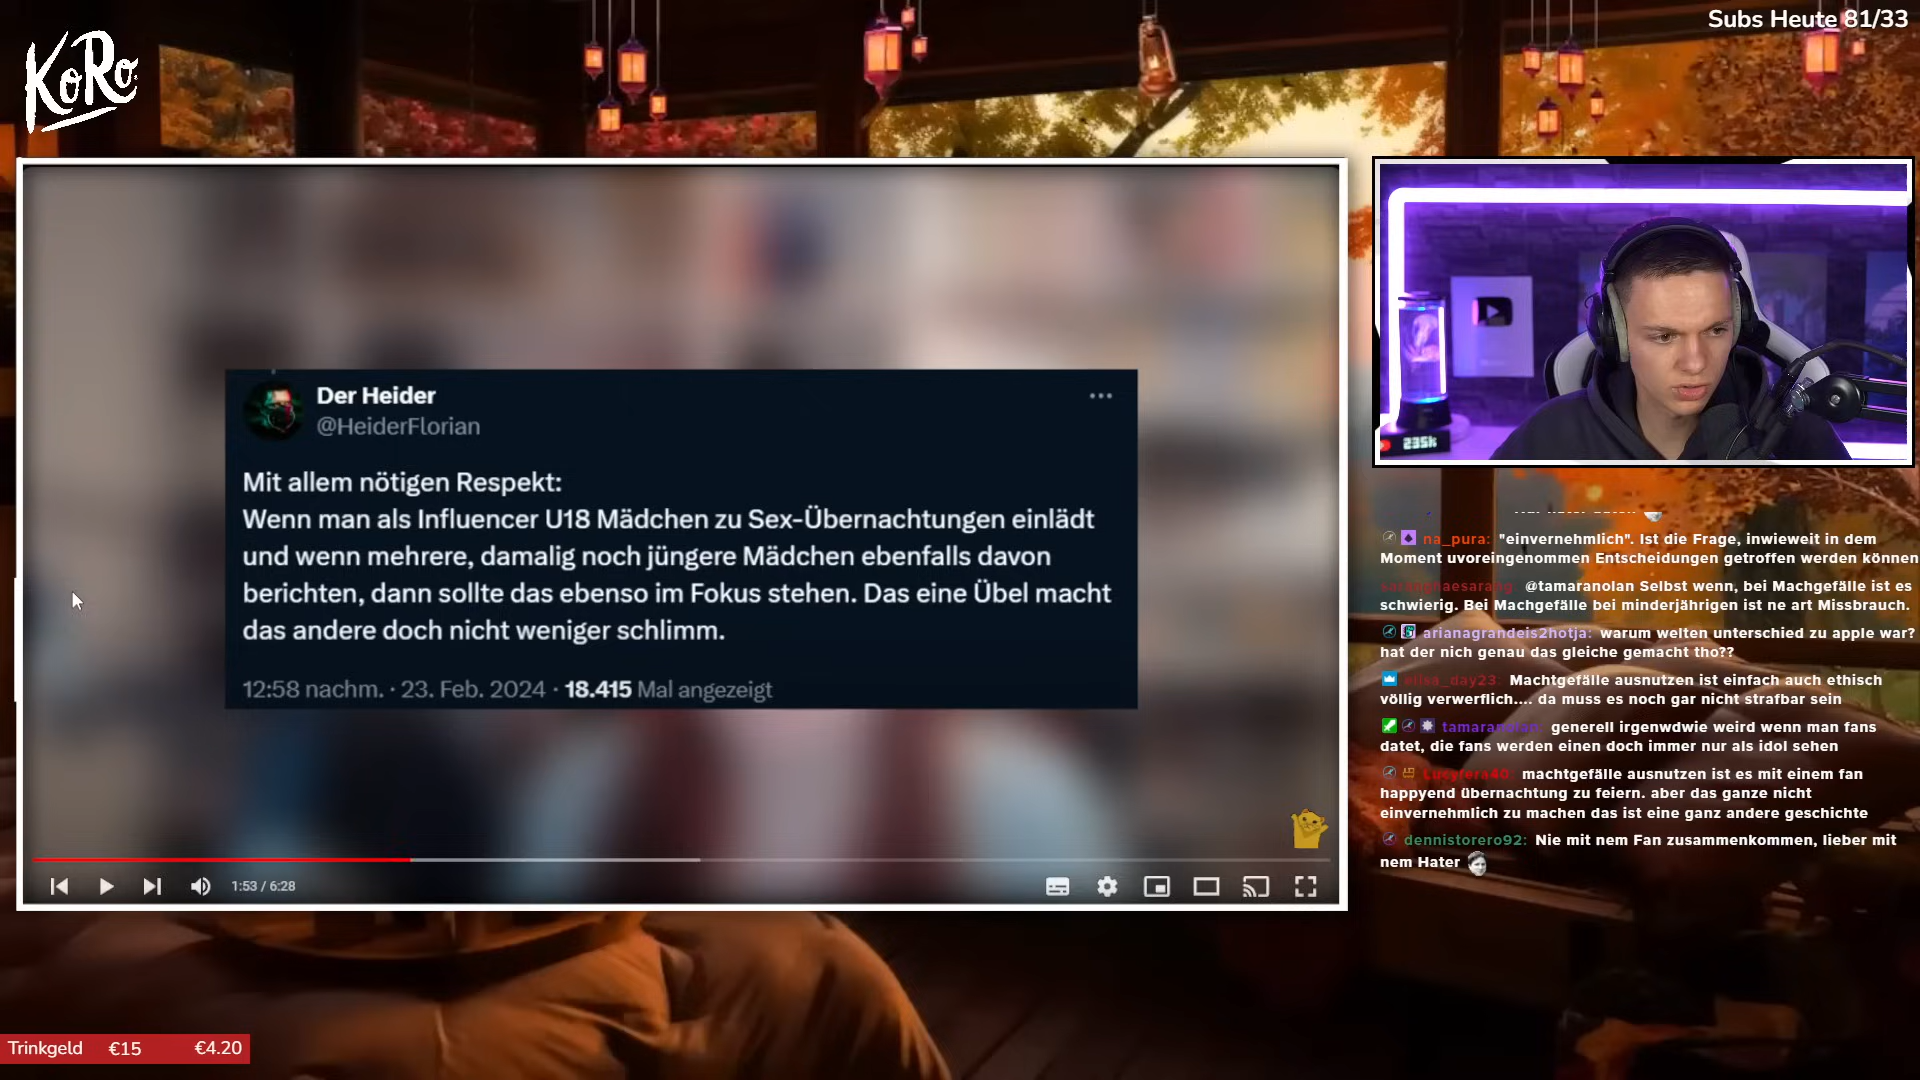 Subs Heute 81/33
KoRo
Der Heider
@HeiderFlorian
Mit allem nötigen Respekt:
Wenn man als Influencer U18 Mädchen zu Sex-Übernachtungen einlädt
und wenn mehrere, damalig noch jüngere Mädchen ebenfalls davon
berichten, dann sollte das ebenso im Fokus stehen. Das eine Übel macht
das andere doch nicht weniger schlimm.
12:58 nachm. · 23. Feb. 2024 · 18.415 Mal angezeigt
1:53 / 6:28
235k
na_pura: "einvernehmlich". Ist die Frage, inwieweit in dem
Moment uvoreingenommen Entscheidungen getroffen werden können
@tamaranolan Selbst wenn, bei Machgefälle ist es
schwierig. Bei Machgefälle bei minderjährigen ist ne art Missbrauch.
arianagrandeis2hotja: warum welten unterschied zu apple war?
hat der nich genau das gleiche gemacht tho??
elisa_day23: Machtgefälle ausnutzen ist einfach auch ethisch
völlig verwerflich.... da muss es noch gar nicht strafbar sein
tamaranolan: generell irgenwdwie weird wenn man fans
datet, die fans werden einen doch immer nur als idol sehen
Lucyfera40: machtgefälle ausnutzen ist es mit einem fan
happyend übernachtung zu feiern. aber das ganze nicht
einvernehmlich zu machen das ist eine ganz andere geschichte
dennistorero92: Nie mit nem Fan zusammenkommen, lieber mit
nem Hater
Trinkgeld €15 €4.20